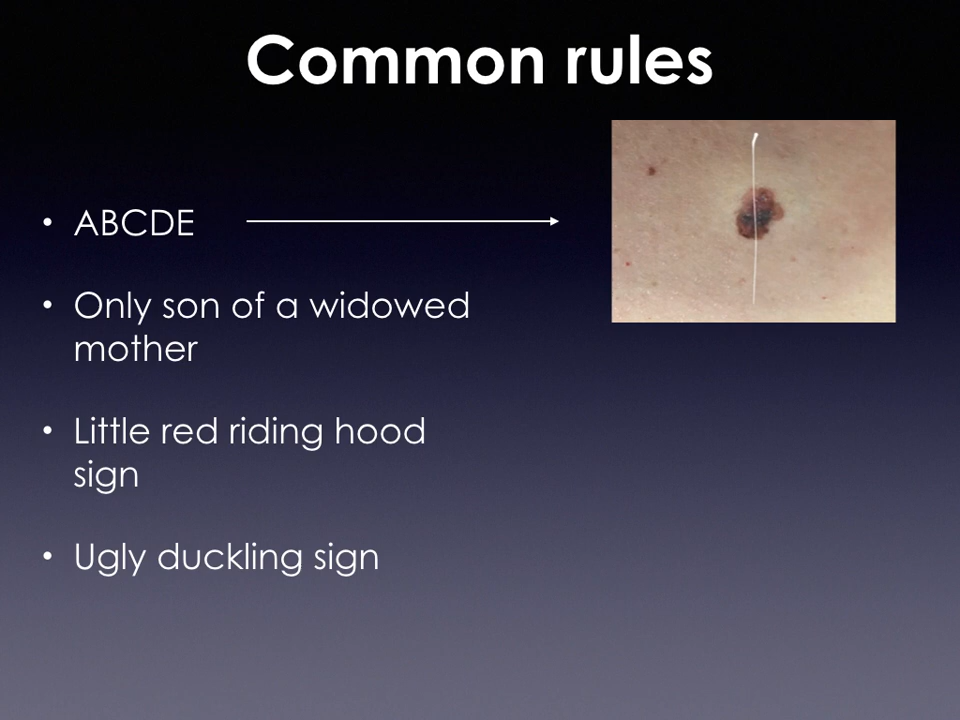 Common rules
• ABCDE
• Only son of a widowed
mother
• Little red riding hood
sign
• Ugly duckling sign